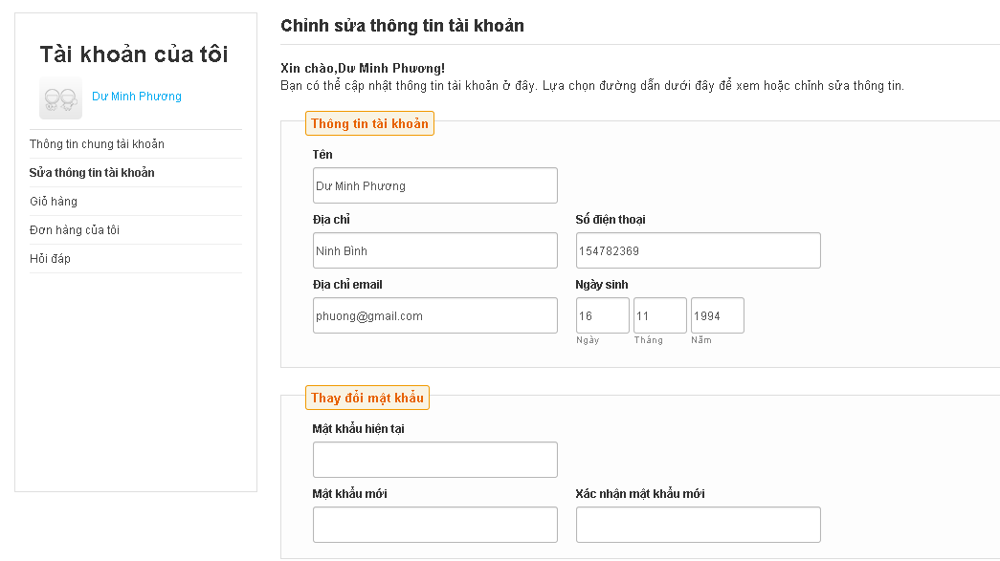 Tài khoản của tôi
Dư Minh Phương
Thông tin chung tài khoản
Sửa thông tin tài khoản
Giỏ hàng
Đơn hàng của tôi
Hỏi đáp
Chỉnh sửa thông tin tài khoản
Xin chào,Dư Minh Phương!
Bạn có thể cập nhật thông tin tài khoản ở đây. Lựa chọn đường dẫn dưới đây để xem hoặc chỉnh sửa thông tin.
Thông tin tài khoản
Tên
Dư Minh Phương
Địa chỉ
Số điện thoại
Ninh Bình
154782369
Địa chỉ email
Ngày sinh
phuong@gmail.com
16
11
1994
Ngày
Tháng
Năm
Thay đổi mật khẩu
Mật khẩu hiện tại
Mật khẩu mới
Xác nhận mật khẩu mới